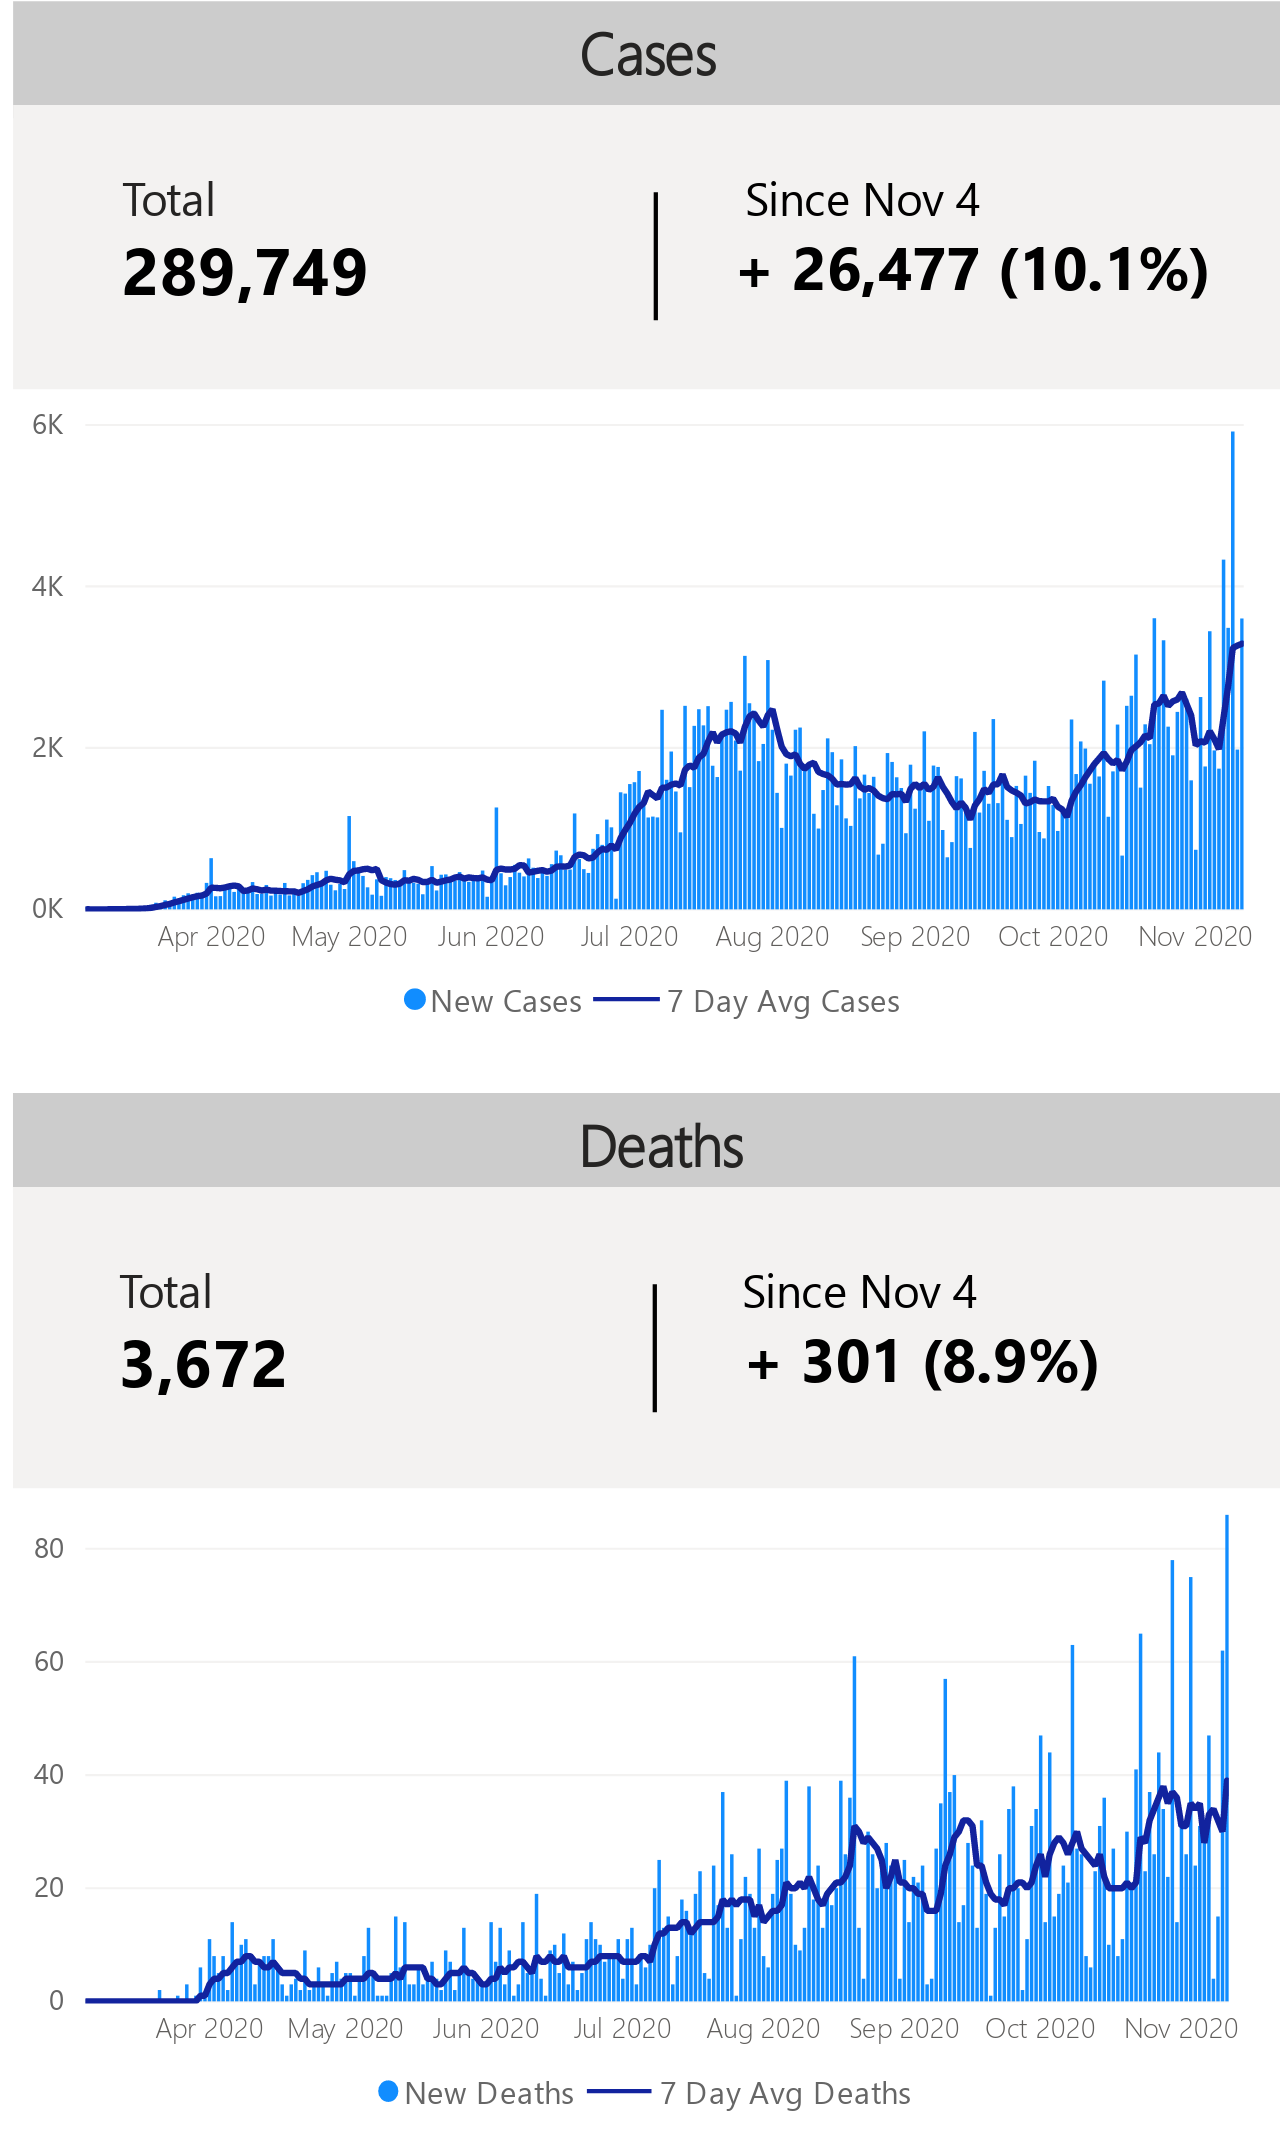 Cases
Total
Since Nov 4
289,749
+ 26,477 (10.1%)
6K
4K
2K
0K
Apr 2020 May 2020 Jun 2020 Jul 2020 Aug 2020 Sep 2020 Oct 2020 Nov 2020
New Cases 7 Day Avg Cases
Deaths
Total
Since Nov 4
3,672
+ 301 (8.9%)
80
60
40
20
0
Apr 2020 May 2020 Jun 2020 Jul 2020 Aug 2020 Sep 2020 Oct 2020 Nov 2020
New Deaths 7 Day Avg Deaths